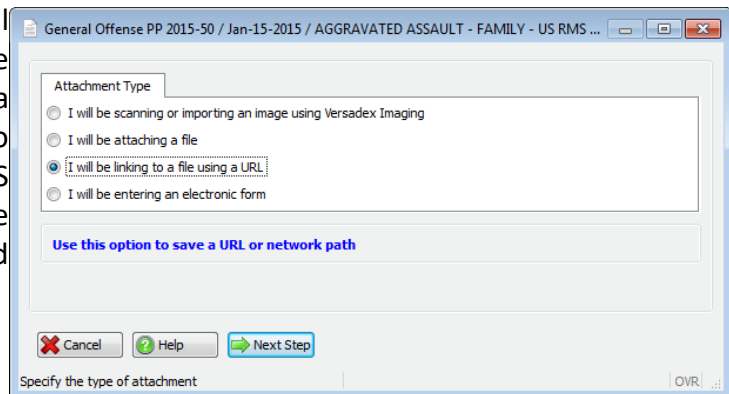 General Offense PP 2015-50 / Jan-15-2015 / AGGRAVATED ASSAULT - FAMILY - US RMS ...
Attachment Type
I will be scanning or importing an image using Versadex Imaging
I will be attaching a file
I will be linking to a file using a URL
I will be entering an electronic form
Use this option to save a URL or network path
Cancel Help Next Step
Specify the type of attachment OVR